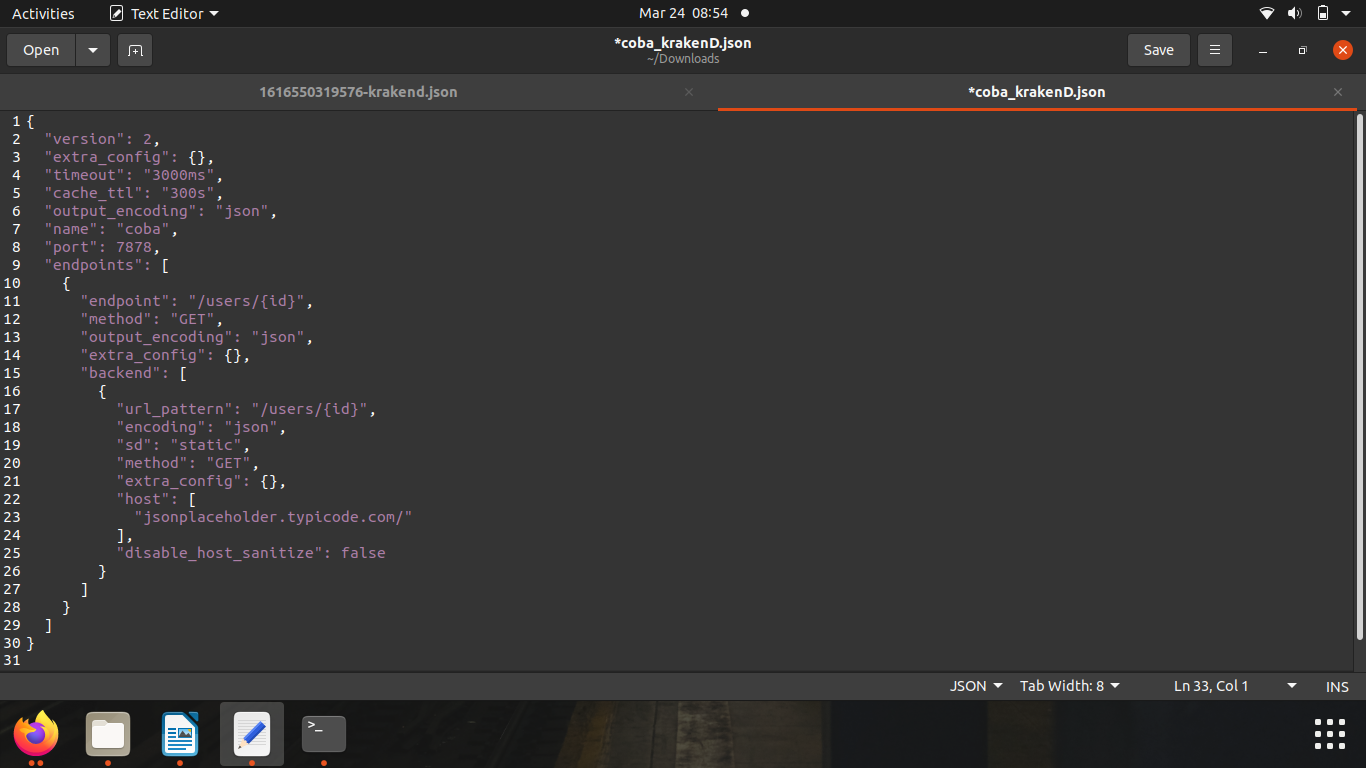 Activities
Text Editor
Mar 24 08:54
Open
*coba_krakenD.json
~/Downloads
Save
1616550319576-krakend.json
*coba_krakenD.json
1 {
2   "version": 2,
3   "extra_config": {},
4   "timeout": "3000ms",
5   "cache_ttl": "300s",
6   "output_encoding": "json",
7   "name": "coba",
8   "port": 7878,
9   "endpoints": [
10     {
11       "endpoint": "/users/{id}",
12       "method": "GET",
13       "output_encoding": "json",
14       "extra_config": {},
15       "backend": [
16         {
17           "url_pattern": "/users/{id}",
18           "encoding": "json",
19           "sd": "static",
20           "method": "GET",
21           "extra_config": {},
22           "host": [
23             "jsonplaceholder.typicode.com/"
24           ],
25           "disable_host_sanitize": false
26         }
27       ]
28     }
29   ]
30 }
31
JSON
Tab Width: 8
Ln 33, Col 1
INS
>_